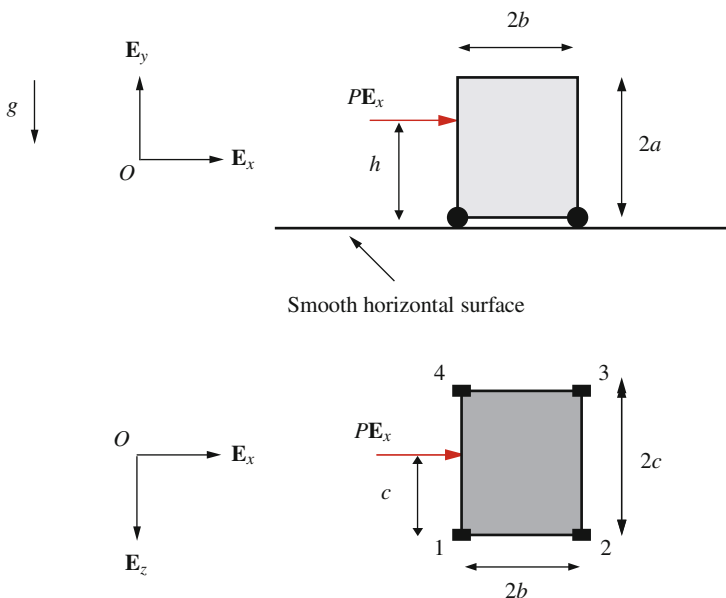 2b
E_y
PE_x
g
2a
E_x
h
O
Smooth horizontal surface
4
3
O
PE_x
E_x
2c
c
1
2
E_z
2b